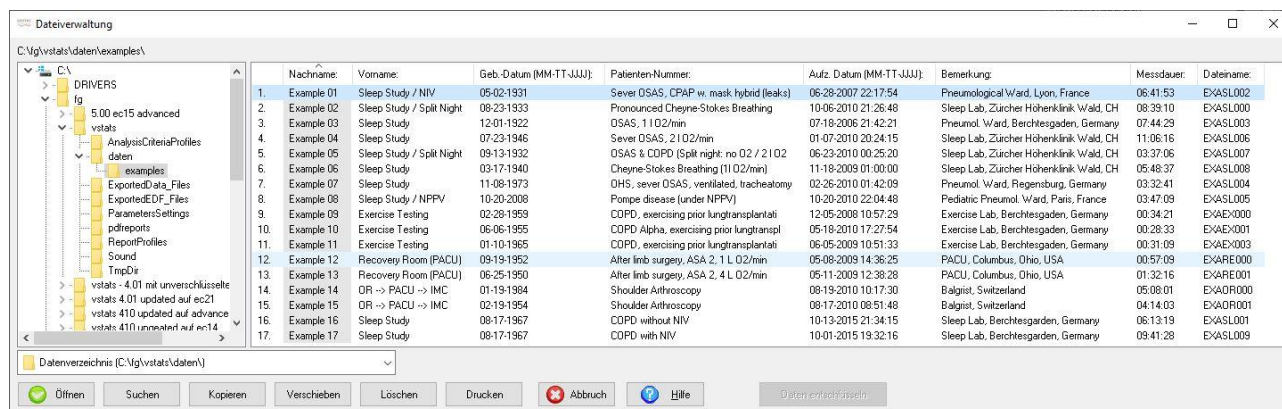 Dateiverwaltung
C:\fg\vstats\daten\examples\
C:\
DRIVERS
fg
5.00 ec15 advanced
vstats
AnalysisCriteriaProfiles
daten
examples
ExportedData_Files
ExportedEDF_Files
ParametersSettings
pdfreports
ReportProfiles
Sound
TmpDir
vstats - 4.01 mit unverschlüsselte
vstats 4.01 updated auf ec21
vstats 410 updated auf advance
vstats 410 ungeated auf ec14
Nachname: Vorname: Geb.-Datum (MM-TT-JJJJ): Patienten-Nummer: Aufz. Datum (MM-TT-JJJJ): Bemerkung: Messdauer: Dateiname:
1. Example 01 Sleep Study / NIV 05-02-1931 Sever OSAS, CPAP w. mask hybrid (leaks) 06-28-2007 22:17:54 Pneumological Ward, Lyon, France 06:41:53 EXASL002
2. Example 02 Sleep Study / Split Night 08-23-1933 Pronounced Cheyne-Stokes Breathing 10-06-2010 21:26:48 Sleep Lab, Zürcher Höhenklinik Wald, CH 08:39:10 EXASL000
3. Example 03 Sleep Study 12-01-1922 OSAS, 1 l O2/min 07-18-2006 21:42:21 Pneumol. Ward, Berchtesgaden, Germany 07:44:29 EXASL003
4. Example 04 Sleep Study 07-23-1946 Sever OSAS, 2 l O2/min 01-07-2010 20:24:15 Sleep Lab, Zürcher Höhenklinik Wald, CH 11:06:16 EXASL006
5. Example 05 Sleep Study / Split Night 09-13-1932 OSAS & COPD (Split night: no O2 / 2 l O2 06-23-2010 00:25:20 Sleep Lab, Zürcher Höhenklinik Wald, CH 03:37:06 EXASL007
6. Example 06 Sleep Study 03-17-1940 Cheyne-Stokes Breathing (1l O2/min) 11-18-2009 01:00:00 Sleep Lab, Zürcher Höhenklinik Wald, CH 05:48:37 EXASL008
7. Example 07 Sleep Study 11-08-1973 OHS, sever OSAS, ventilated, tracheatomy 02-26-2010 01:42:09 Pneumol. Ward, Regensburg, Germany 03:32:41 EXASL004
8. Example 08 Sleep Study / NPPV 10-20-2008 Pompe disease (under NPPV) 10-20-2010 22:04:48 Pediatric Pneumol. Ward, Paris, France 03:47:09 EXASL005
9. Example 09 Exercise Testing 02-28-1959 COPD, exercising prior lungtransplantati 12-05-2008 10:57:29 Exercise Lab, Berchtesgaden, Germany 00:34:21 EXAEX000
10. Example 10 Exercise Testing 06-06-1955 COPD Alpha, exercising prior lungtranspl 05-18-2010 17:27:54 Exercise Lab, Berchtesgaden, Germany 00:28:33 EXAEX001
11. Example 11 Exercise Testing 01-10-1965 COPD, exercising prior lungtransplantati 06-05-2009 10:51:33 Exercise Lab, Berchtesgaden, Germany 00:31:09 EXAEX003
12. Example 12 Recovery Room (PACU) 09-19-1952 After limb surgery, ASA 2, 1 L O2/min 05-08-2009 14:36:25 PACU, Columbus, Ohio, USA 00:57:09 EXARE000
13. Example 13 Recovery Room (PACU) 06-25-1950 After limb surgery, ASA 2, 4 L O2/min 05-11-2009 12:38:28 PACU, Columbus, Ohio, USA 01:32:16 EXARE001
14. Example 14 OR --> PACU --> IMC 01-19-1984 Shoulder Arthroscopy 08-19-2010 10:17:30 Balgrist, Switzerland 05:08:01 EXAOR000
15. Example 15 OR --> PACU --> IMC 02-19-1954 Shoulder Arthroscopy 08-17-2010 08:51:48 Balgrist, Switzerland 04:14:03 EXAOR001
16. Example 16 Sleep Study 08-17-1967 COPD without NIV 10-13-2015 21:34:15 Sleep Lab, Berchtesgaden, Germany 06:13:19 EXASL001
17. Example 17 Sleep Study 08-17-1967 COPD with NIV 10-01-2015 19:32:16 Sleep Lab, Berchtesgarden, Germany 09:41:28 EXASL009
Datenverzeichnis (C:\fg\vstats\daten\)
Öffnen Suchen Kopieren Verschieben Löschen Drucken Abbruch Hilfe Daten entschlüsseln